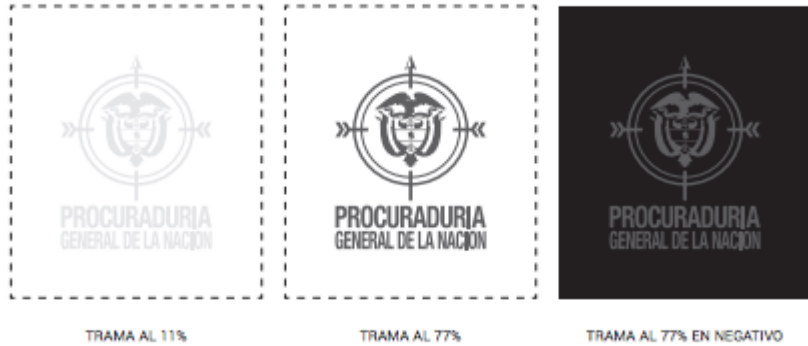 PROCURADURIA
GENERAL DE LA NACION
TRAMA AL 11%
PROCURADURIA
GENERAL DE LA NACION
TRAMA AL 77%
PROCURADURIA
GENERAL DE LA NACION
TRAMA AL 77% EN NEGATIVO